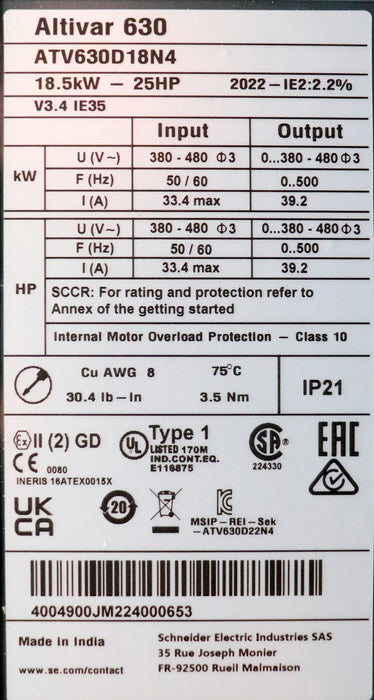 Altivar 630
ATV630D18N4
18.5kW – 25HP 2022 – IE2:2.2%
V3.4 IE35
Input Output
kW U (V~) 380 - 480 Φ3 0...380 - 480 Φ3
F (Hz) 50 / 60 0..500
I (A) 33.4 max 39.2
HP U (V~) 380 - 480 Φ3 0...380 - 480 Φ3
F (Hz) 50 / 60 0..500
I (A) 33.4 max 39.2
SCCR: For rating and protection refer to
Annex of the getting started
Internal Motor Overload Protection – Class 10
Cu AWG 8 75°C
30.4 lb–in 3.5 Nm
IP21
Ex II (2) GD
CE 0080
INERIS 16ATEX0015X
UL Type 1
LISTED 170M
IND.CONT.EQ.
E116875
SA ®
224330
EAC
UK
CA
20
MSIP – REI – Sek
– ATV630D22N4
4004900JM224000653
Made in India
www.se.com/contact
Schneider Electric Industries SAS
35 Rue Joseph Monier
FR-92500 Rueil Malmaison